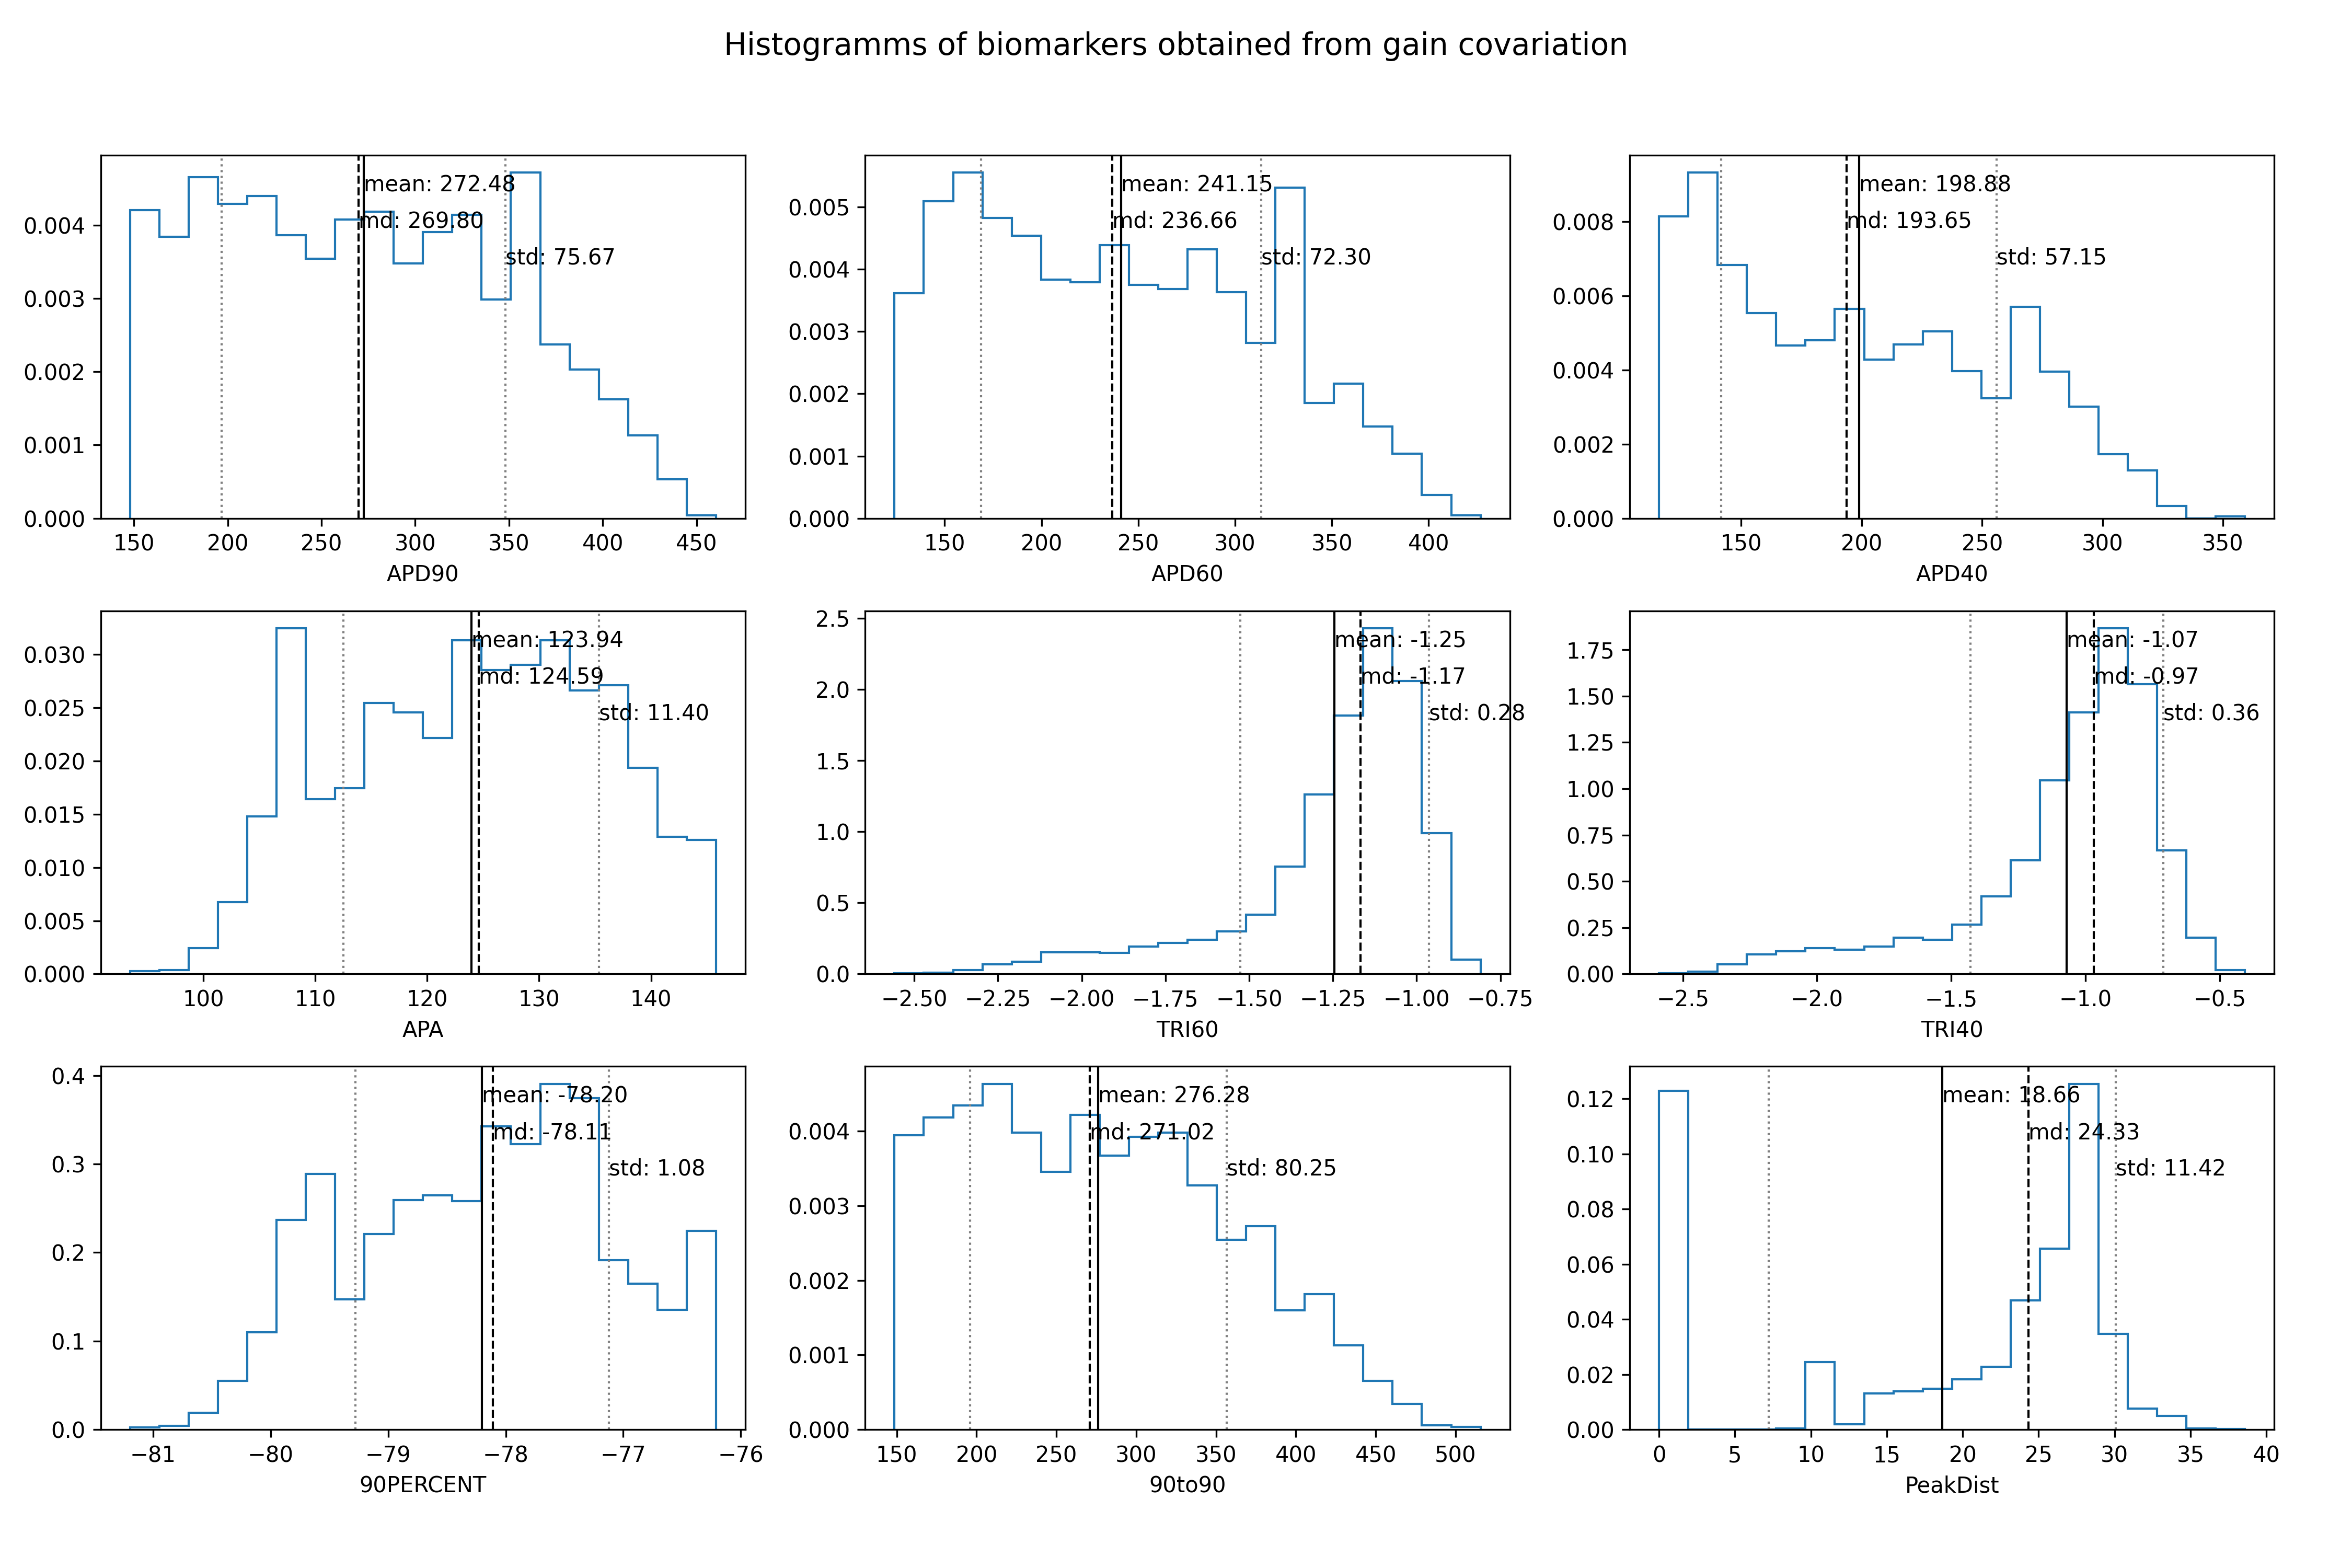 Histogramms of biomarkers obtained from gain covariation
mean: 272.48
md: 269.80
std: 75.67
0.004
0.003
0.002
0.001
0.000
150 200 250 300 350 400 450
APD90
mean: 241.15
md: 236.66
std: 72.30
0.005
0.004
0.003
0.002
0.001
0.000
150 200 250 300 350 400
APD60
mean: 198.88
md: 193.65
std: 57.15
0.008
0.006
0.004
0.002
0.000
150 200 250 300 350
APD40
mean: 123.94
md: 124.59
std: 11.40
0.030
0.025
0.020
0.015
0.010
0.005
0.000
100 110 120 130 140
APA
mean: -1.25
md: -1.17
std: 0.28
2.5
2.0
1.5
1.0
0.5
0.0
−2.50 −2.25 −2.00 −1.75 −1.50 −1.25 −1.00 −0.75
TRI60
mean: -1.07
md: -0.97
std: 0.36
1.75
1.50
1.25
1.00
0.75
0.50
0.25
0.00
−2.5 −2.0 −1.5 −1.0 −0.5
TRI40
mean: -78.20
md: -78.11
std: 1.08
0.4
0.3
0.2
0.1
0.0
−81 −80 −79 −78 −77 −76
90PERCENT
mean: 276.28
md: 271.02
std: 80.25
0.004
0.003
0.002
0.001
0.000
150 200 250 300 350 400 450 500
90to90
mean: 18.66
md: 24.33
std: 11.42
0.12
0.10
0.08
0.06
0.04
0.02
0.00
0 5 10 15 20 25 30 35 40
PeakDist